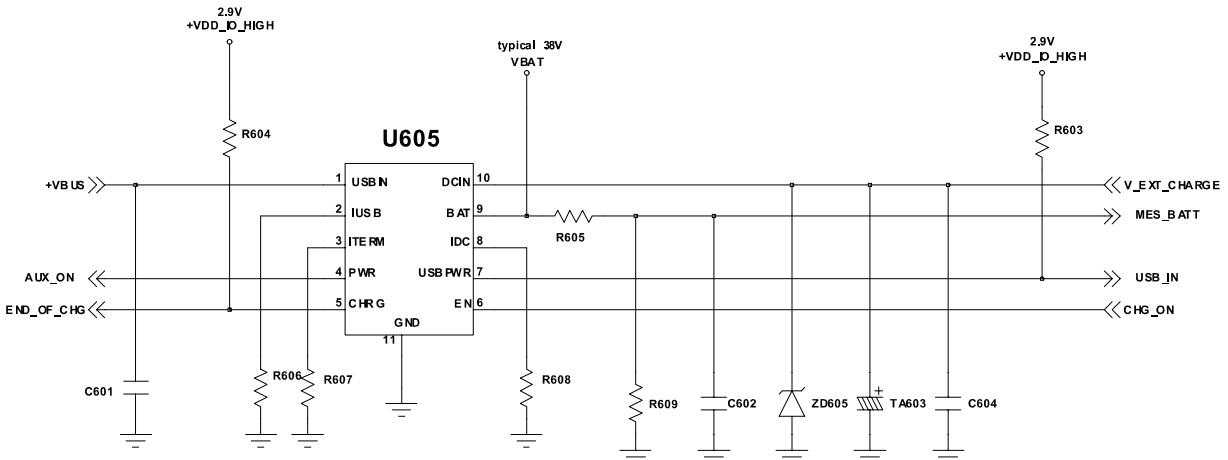 2.9V
+VDD_IO_HIGH
typical 38V
VBAT
2.9V
+VDD_IO_HIGH
R604
U605
R603
+VBUS
1 USBIN
DCIN 10
V_EXT_CHARGE
2 IUSB
BAT 9
MES_BATT
R605
3 ITERM
IDC 8
AUX_ON
4 PWR
USBPWR 7
USB_IN
END_OF_CHG
5 CHRG
EN 6
CHG_ON
GND
11
C601
R606
R607
R608
R609
C602
ZD605
+
TA603
C604